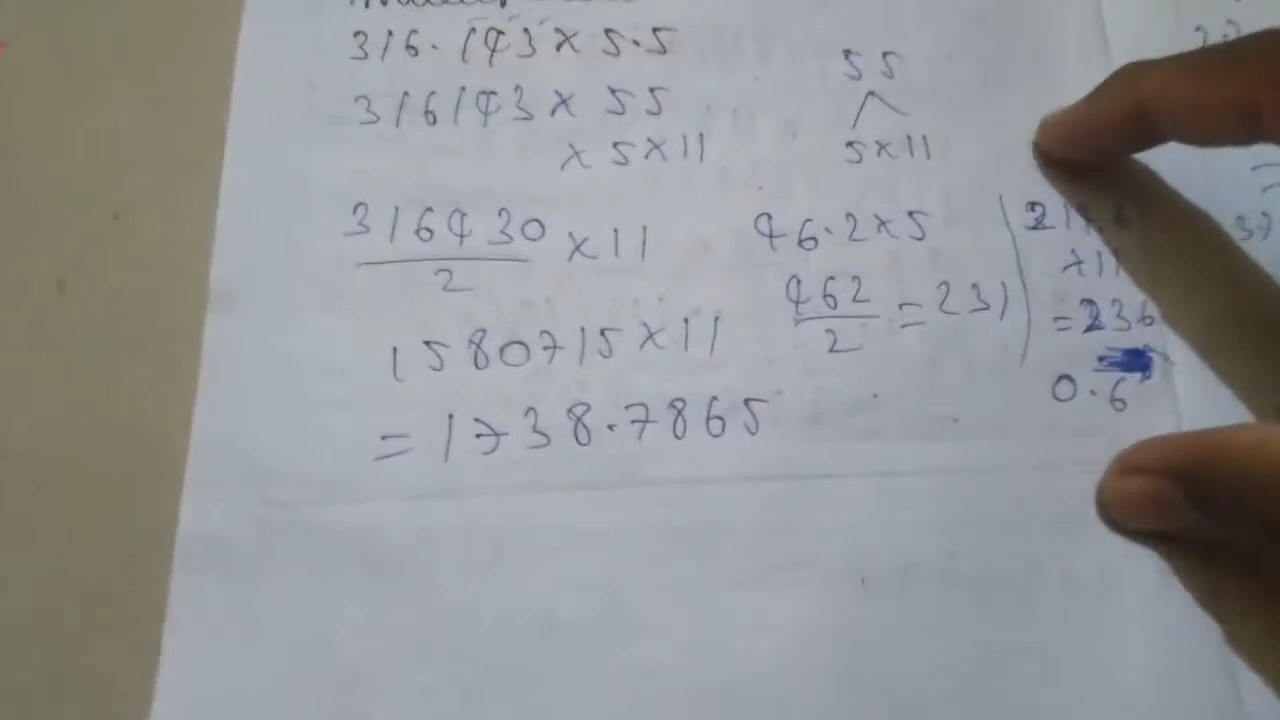 316.143 x 5.5
316143 x 55
x 5x11
55
5x11
316430 x 11
2
1580715 x 11
= 1738.7865
46.2x5
462 = 231
2
x11
= 236
0.6